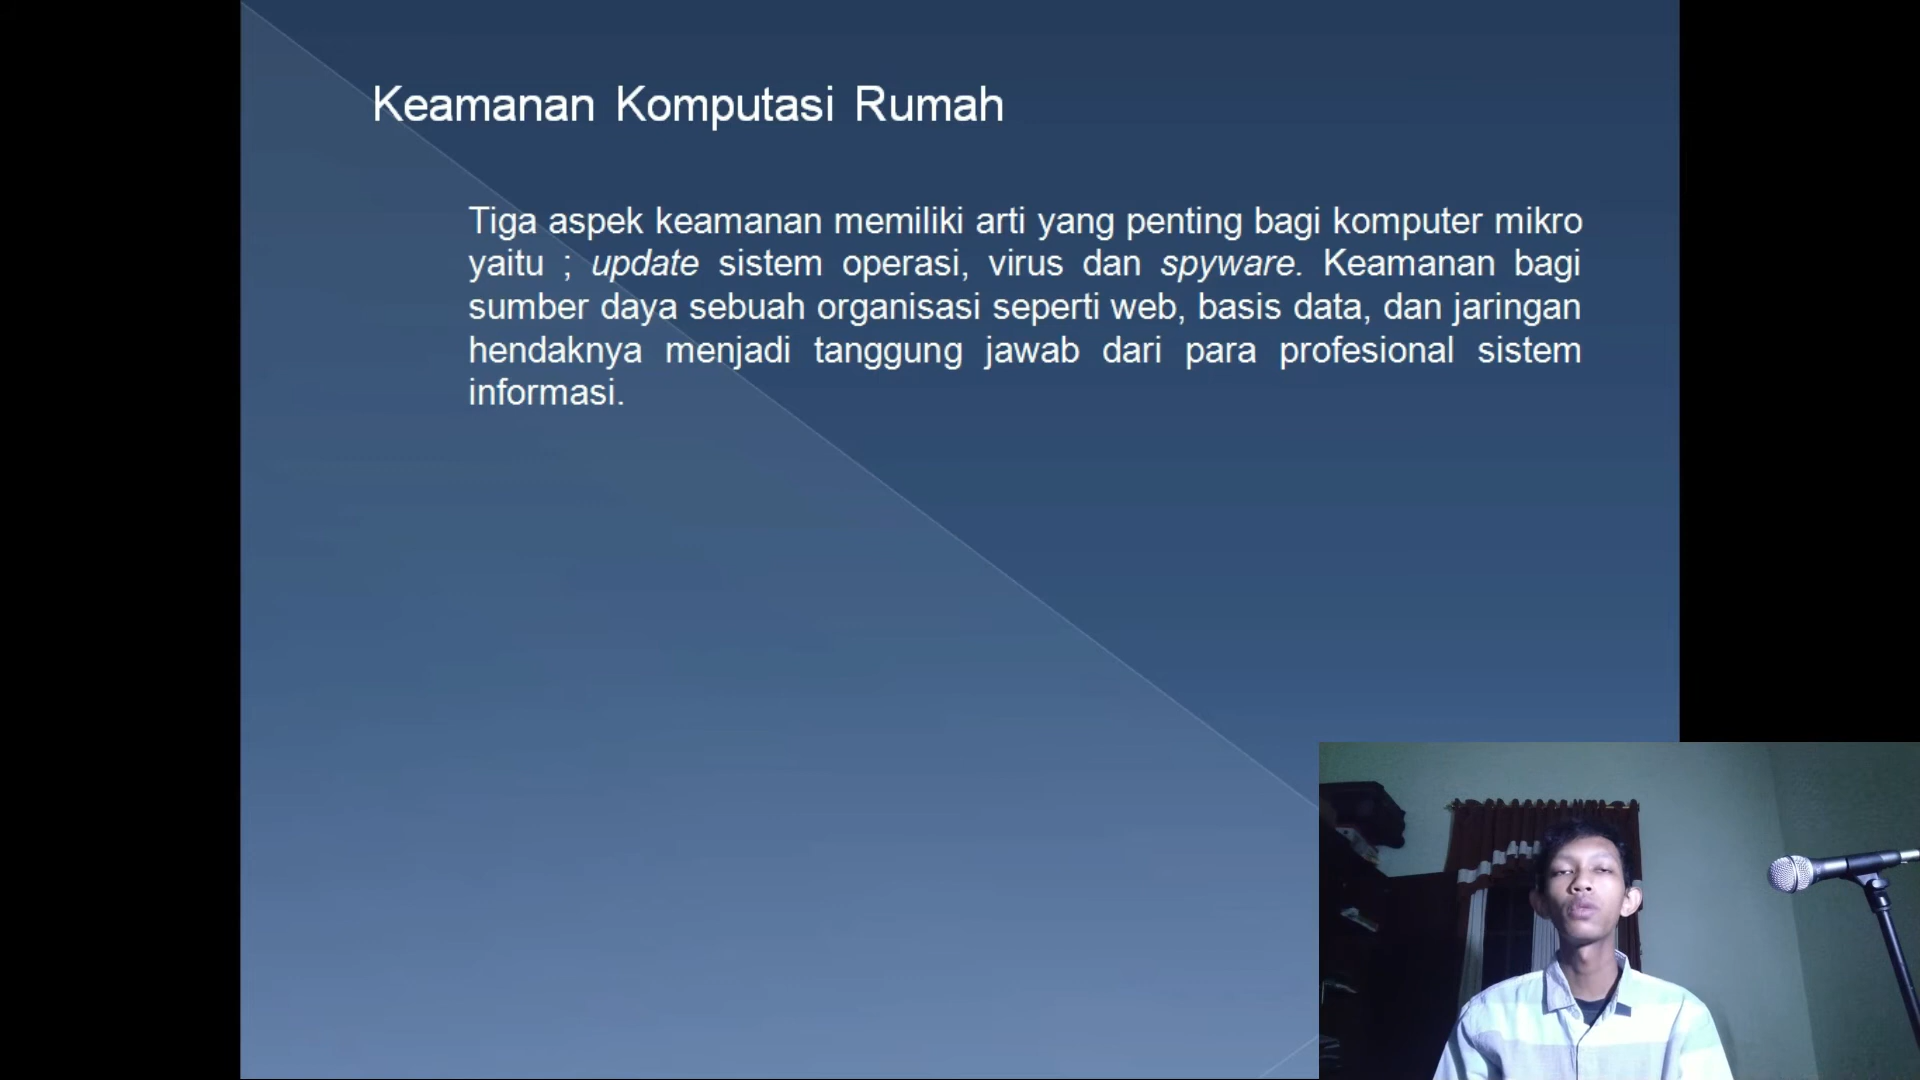 Keamanan Komputasi Rumah
Tiga aspek keamanan memiliki arti yang penting bagi komputer mikro
yaitu ; update sistem operasi, virus dan spyware. Keamanan bagi
sumber daya sebuah organisasi seperti web, basis data, dan jaringan
hendaknya menjadi tanggung jawab dari para profesional sistem
informasi.